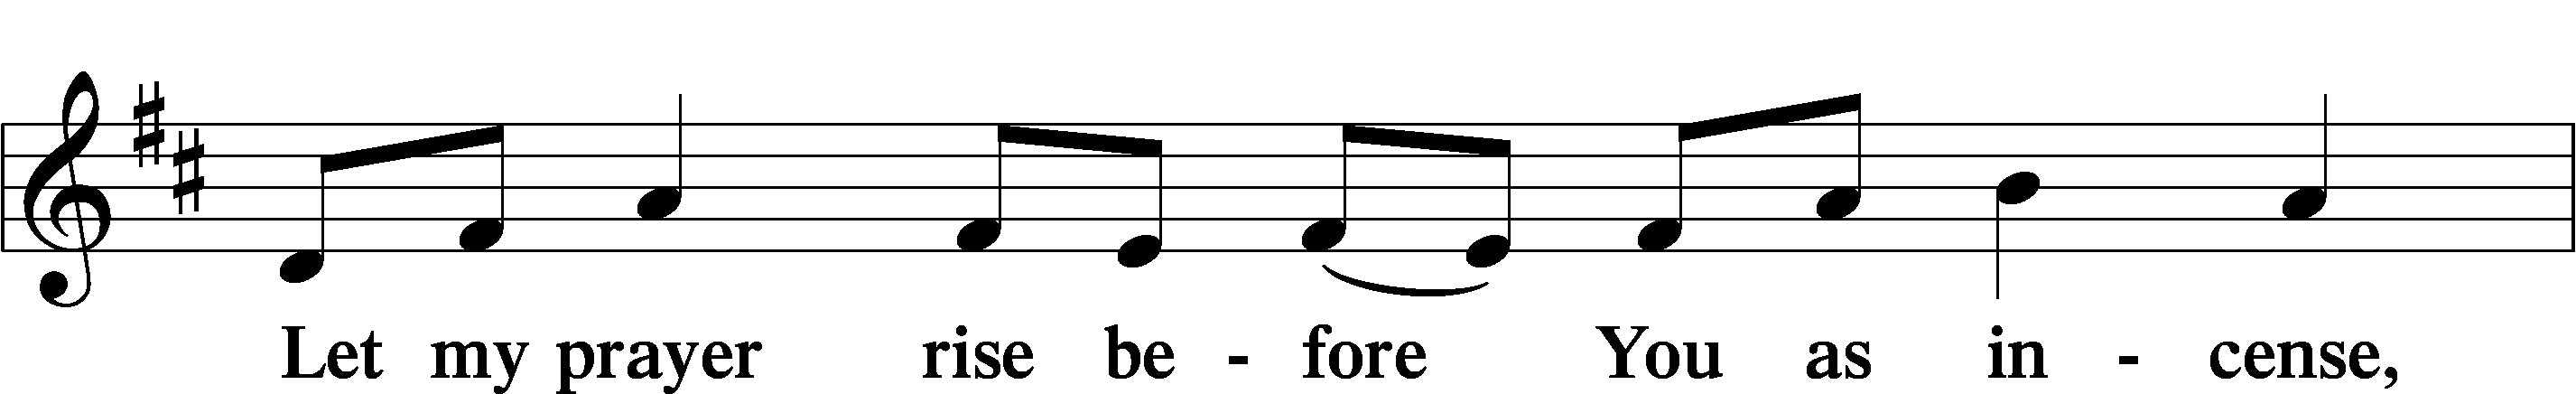 Let my prayer rise be - fore You as in - cense,